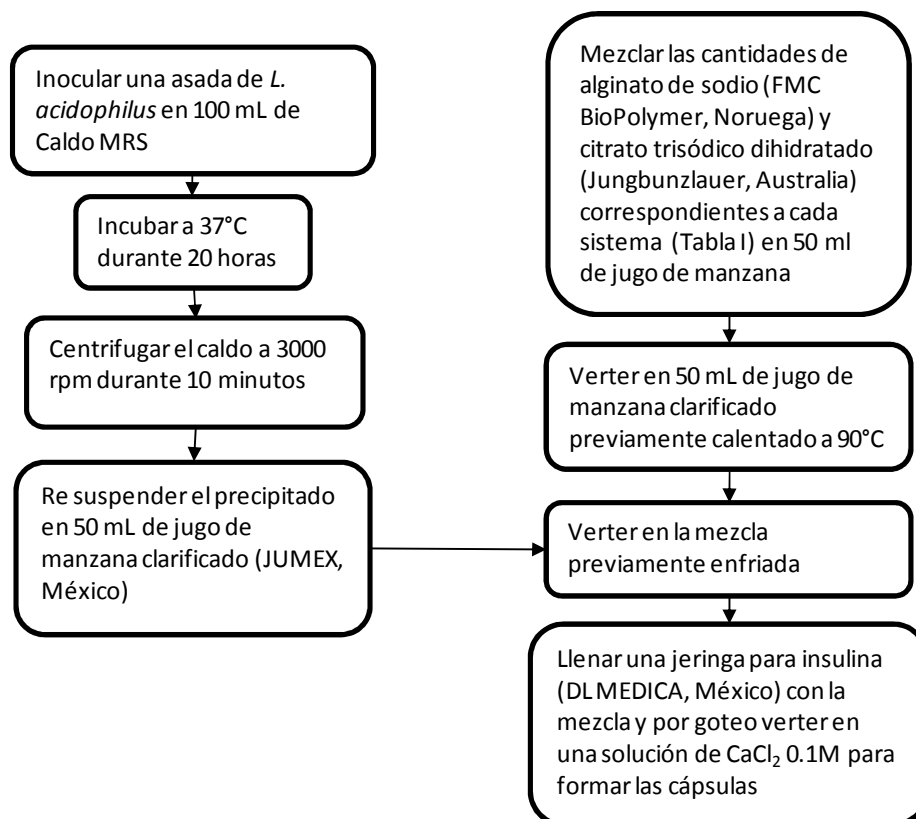 Inocular una asada de L.
acidophilus en 100 mL de
Caldo MRS
Incubar a 37°C
durante 20 horas
Centrifugar el caldo a 3000
rpm durante 10 minutos
Re suspender el precipitado
en 50 mL de jugo de
manzana clarificado (JUMEX,
México)
Mezclar las cantidades de
alginato de sodio (FMC
BioPolymer, Noruega) y
citrato trisódico dihidratado
(Jungbunzlauer, Australia)
correspondientes a cada
sistema (Tabla I) en 50 ml
de jugo de manzana
Verter en 50 mL de jugo de
manzana clarificado
previamente calentado a 90°C
Verter en la mezcla
previamente enfriada
Llenar una jeringa para insulina
(DL MEDICA, México) con la
mezcla y por goteo verter en
una solución de CaCl₂ 0.1M para
formar las cápsulas